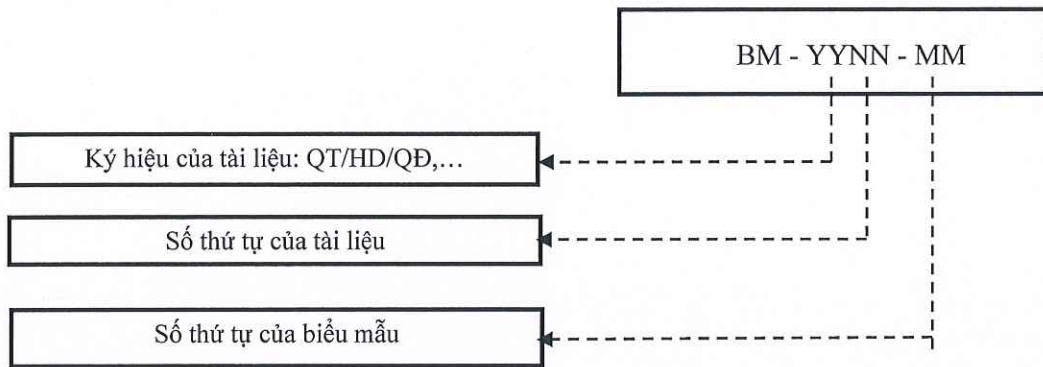 BM - YYNN - MM
Ký hiệu của tài liệu: QT/HD/QĐ,…
Số thứ tự của tài liệu
Số thứ tự của biểu mẫu